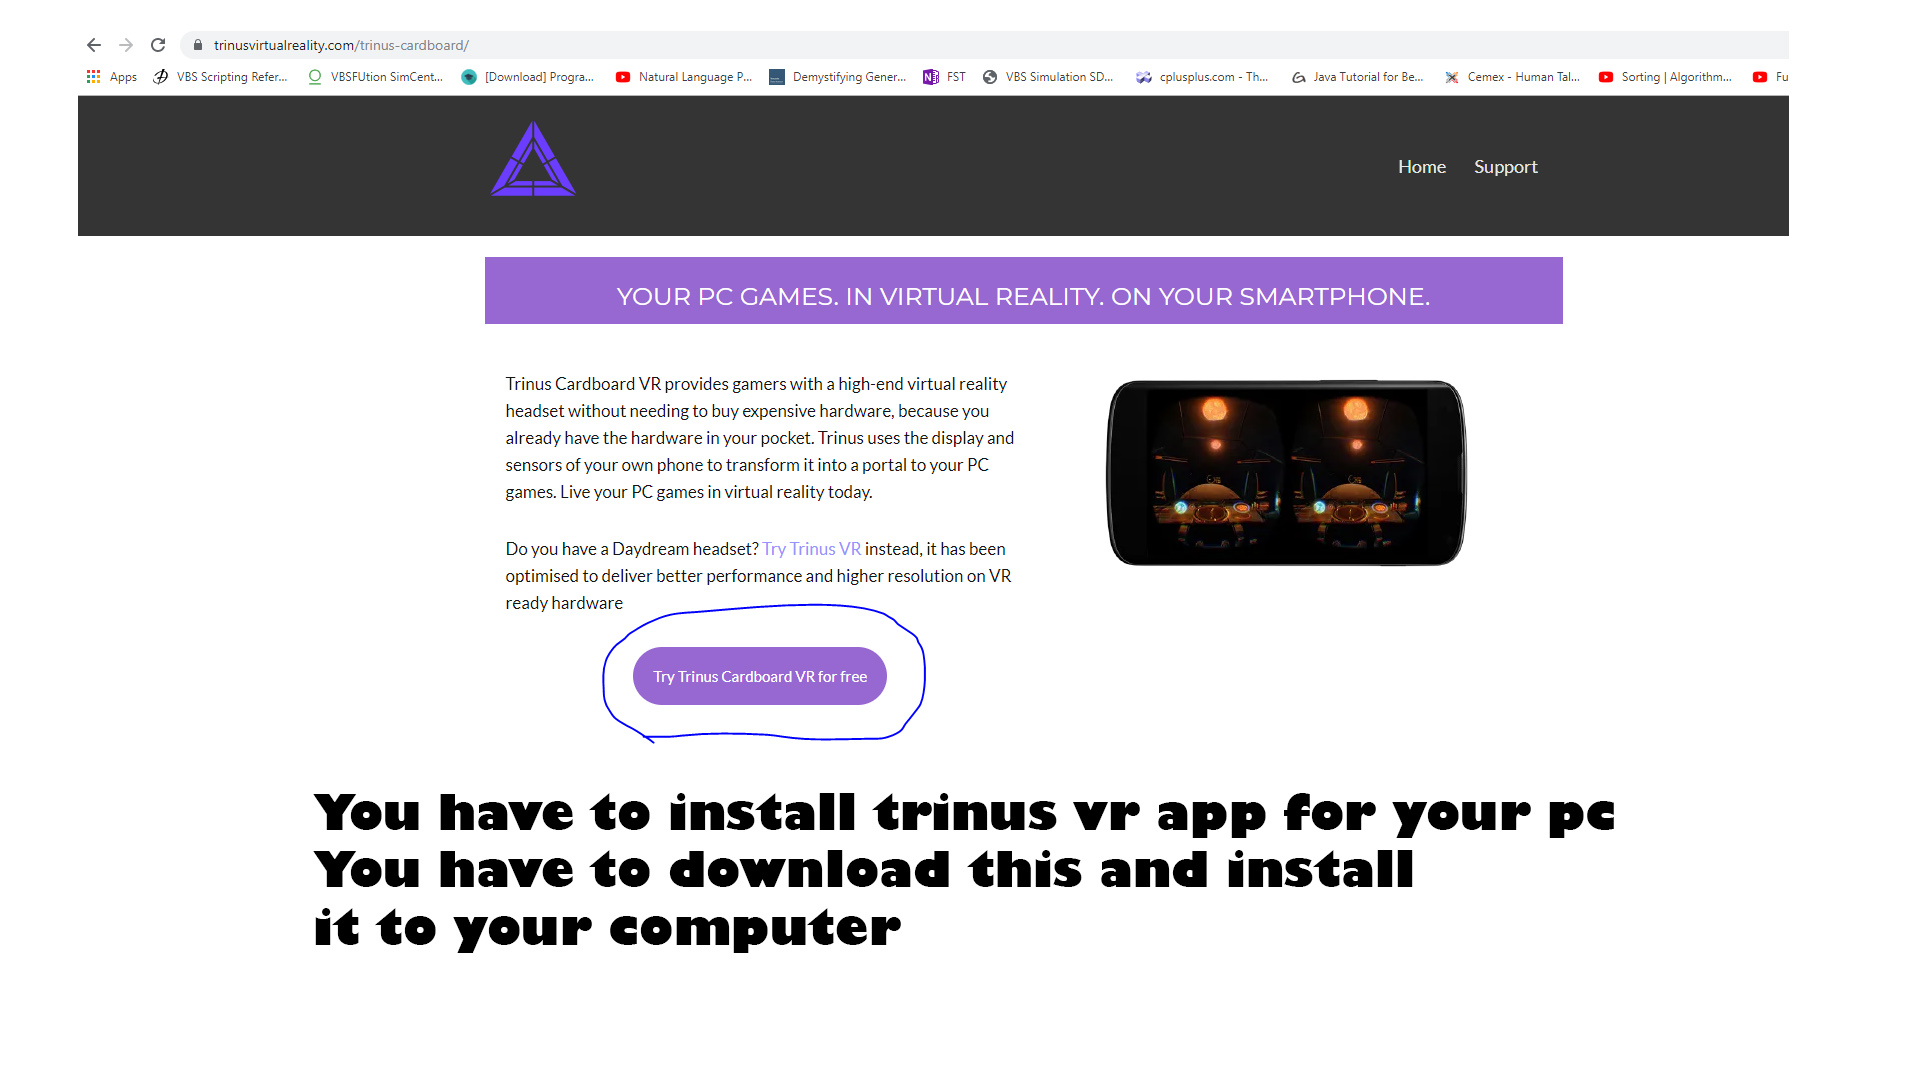 trinusvirtualreality.com/trinus-cardboard/
Apps VBS Scripting Refer... VBSFUtion SimCent... [Download] Progra... Natural Language P... Demystifying Gener... FST VBS Simulation SD... cplusplus.com - Th... Java Tutorial for Be... Cemex - Human Tal... Sorting | Algorithm... Fu
Home Support
YOUR PC GAMES. IN VIRTUAL REALITY. ON YOUR SMARTPHONE.
Trinus Cardboard VR provides gamers with a high-end virtual reality
headset without needing to buy expensive hardware, because you
already have the hardware in your pocket. Trinus uses the display and
sensors of your own phone to transform it into a portal to your PC
games. Live your PC games in virtual reality today.
Do you have a Daydream headset? Try Trinus VR instead, it has been
optimised to deliver better performance and higher resolution on VR
ready hardware
Try Trinus Cardboard VR for free
You have to install trinus vr app for your pc
You have to download this and install
it to your computer